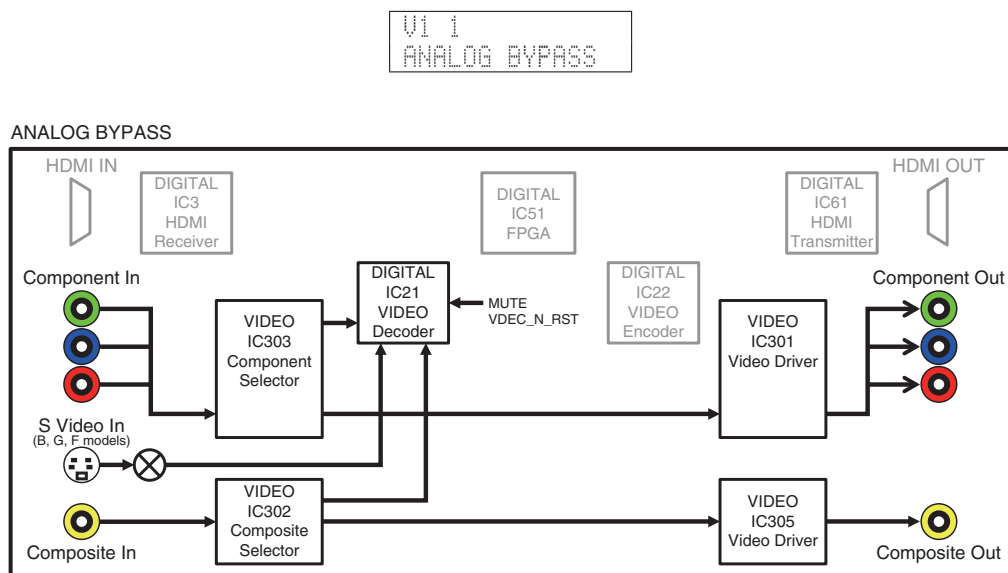 V1 1
ANALOG BYPASS
ANALOG BYPASS
HDMI IN
HDMI OUT
DIGITAL
IC3
HDMI
Receiver
DIGITAL
IC51
FPGA
DIGITAL
IC61
HDMI
Transmitter
Component In
Component Out
DIGITAL
IC21
VIDEO
Decoder
MUTE
VDEC_N_RST
DIGITAL
IC22
VIDEO
Encoder
VIDEO
IC303
Component
Selector
VIDEO
IC301
Video Driver
S Video In
(B, G, F models)
VIDEO
IC302
Composite
Selector
VIDEO
IC305
Video Driver
Composite In
Composite Out